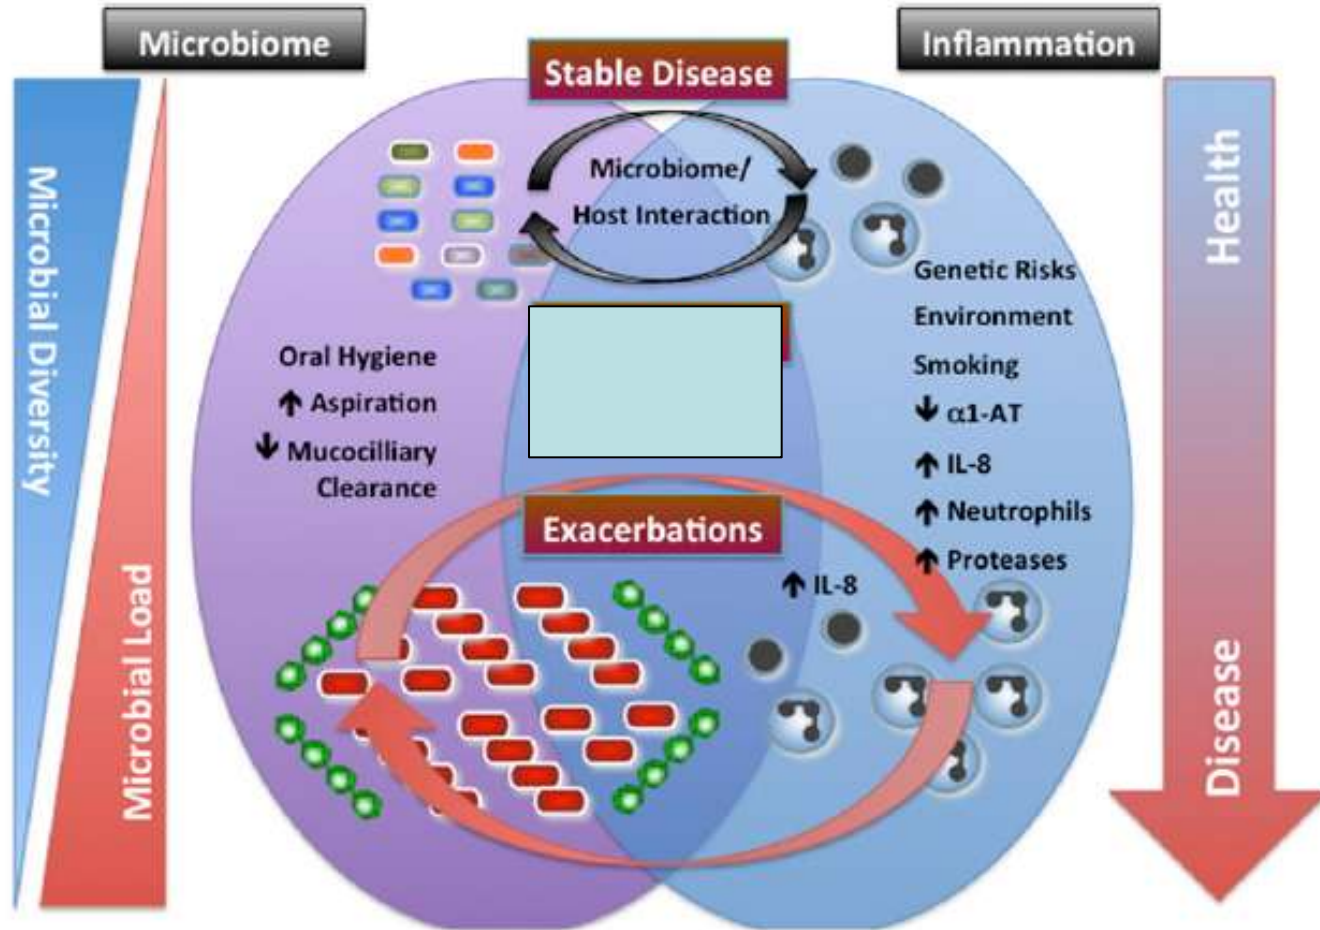 Microbiome
Inflammation
Stable Disease
Microbiome/
Host Interaction
Microbial Diversity
Microbial Load
Oral Hygiene
↑ Aspiration
↓ Mucocilliary
Clearance
Genetic Risks
Environment
Smoking
↓ α1-AT
↑ IL-8
↑ Neutrophils
↑ Proteases
Exacerbations
↑ IL-8
Health
Disease